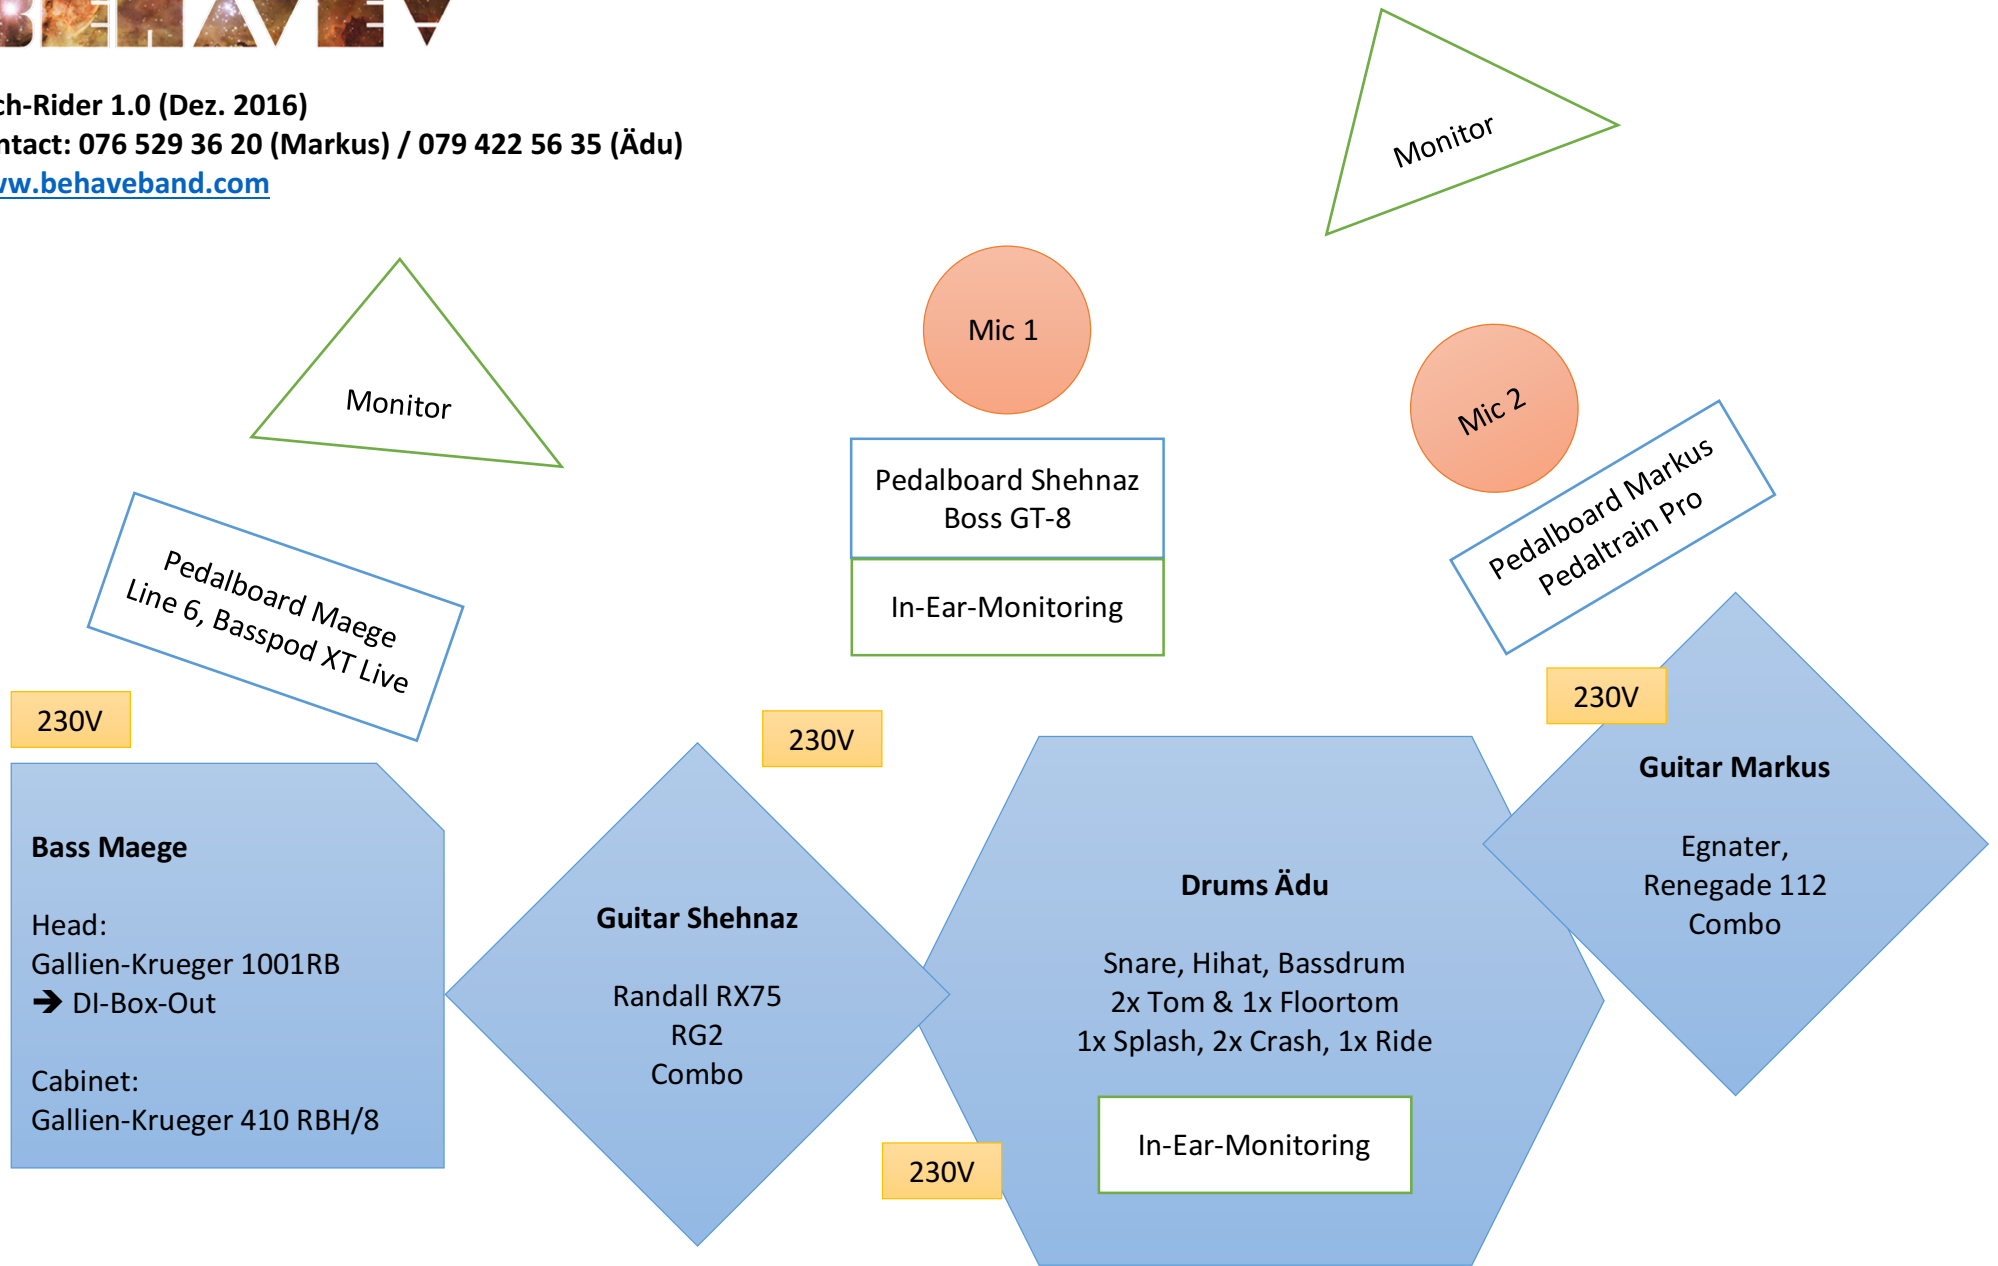 BEHAVE
ch-Rider 1.0 (Dez. 2016)
ntact: 076 529 36 20 (Markus) / 079 422 56 35 (Ädu)
ww.behaveband.com
Monitor
Monitor
Mic 1
Mic 2
Pedalboard Shehnaz
Boss GT-8
In-Ear-Monitoring
Pedalboard Markus
Pedaltrain Pro
Pedalboard Maege
Line 6, Basspod XT Live
230V
230V
230V
Bass Maege
Head:
Gallien-Krueger 1001RB
➔ DI-Box-Out
Cabinet:
Gallien-Krueger 410 RBH/8
Guitar Shehnaz
Randall RX75
RG2
Combo
Drums Ädu
Snare, Hihat, Bassdrum
2x Tom & 1x Floortom
1x Splash, 2x Crash, 1x Ride
In-Ear-Monitoring
230V
Guitar Markus
Egnater,
Renegade 112
Combo